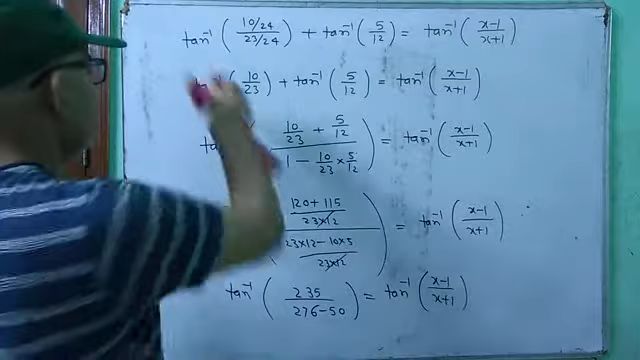 tan⁻¹ ( (10/24) / (23/24) ) + tan⁻¹ ( 5/12 ) = tan⁻¹ ( (x-1) / (x+1) )
( 10/23 ) + tan⁻¹ ( 5/12 ) = tan⁻¹ ( (x-1) / (x+1) )
( (10/23 + 5/12) / (1 - 10/23 × 5/12) ) = tan⁻¹ ( (x-1) / (x+1) )
( ((120+115) / (23×12)) / ((23×12-10×5) / (23×12)) ) = tan⁻¹ ( (x-1) / (x+1) )
tan⁻¹ ( 235 / (276-50) ) = tan⁻¹ ( (x-1) / (x+1) )